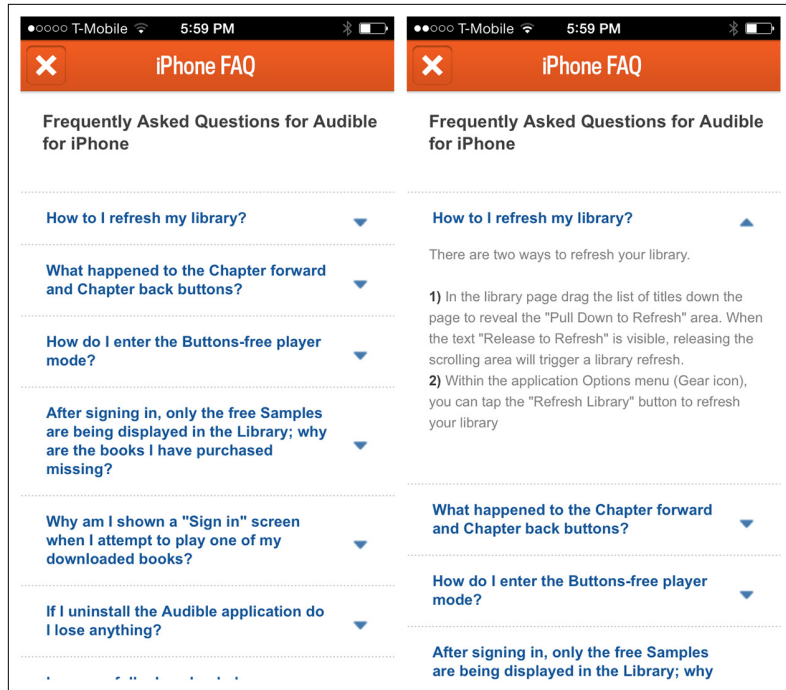 T-Mobile 5:59 PM
iPhone FAQ
Frequently Asked Questions for Audible
for iPhone
How to I refresh my library?
What happened to the Chapter forward
and Chapter back buttons?
How do I enter the Buttons-free player
mode?
After signing in, only the free Samples
are being displayed in the Library; why
are the books I have purchased
missing?
Why am I shown a "Sign in" screen
when I attempt to play one of my
downloaded books?
If I uninstall the Audible application do
I lose anything?
T-Mobile 5:59 PM
iPhone FAQ
Frequently Asked Questions for Audible
for iPhone
How to I refresh my library?
There are two ways to refresh your library.
1) In the library page drag the list of titles down the
page to reveal the "Pull Down to Refresh" area. When
the text "Release to Refresh" is visible, releasing the
scrolling area will trigger a library refresh.
2) Within the application Options menu (Gear icon),
you can tap the "Refresh Library" button to refresh
your library
What happened to the Chapter forward
and Chapter back buttons?
How do I enter the Buttons-free player
mode?
After signing in, only the free Samples
are being displayed in the Library; why